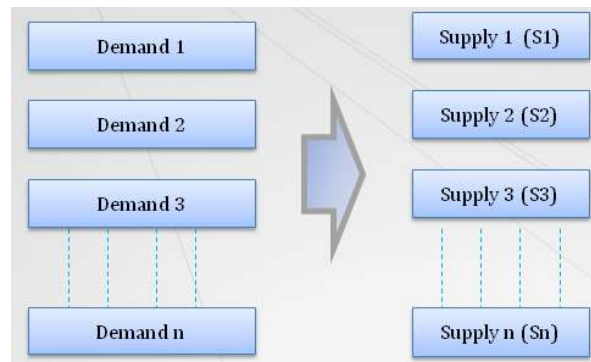 Demand 1
Demand 2
Demand 3
Demand n
Supply 1 (S1)
Supply 2 (S2)
Supply 3 (S3)
Supply n (Sn)